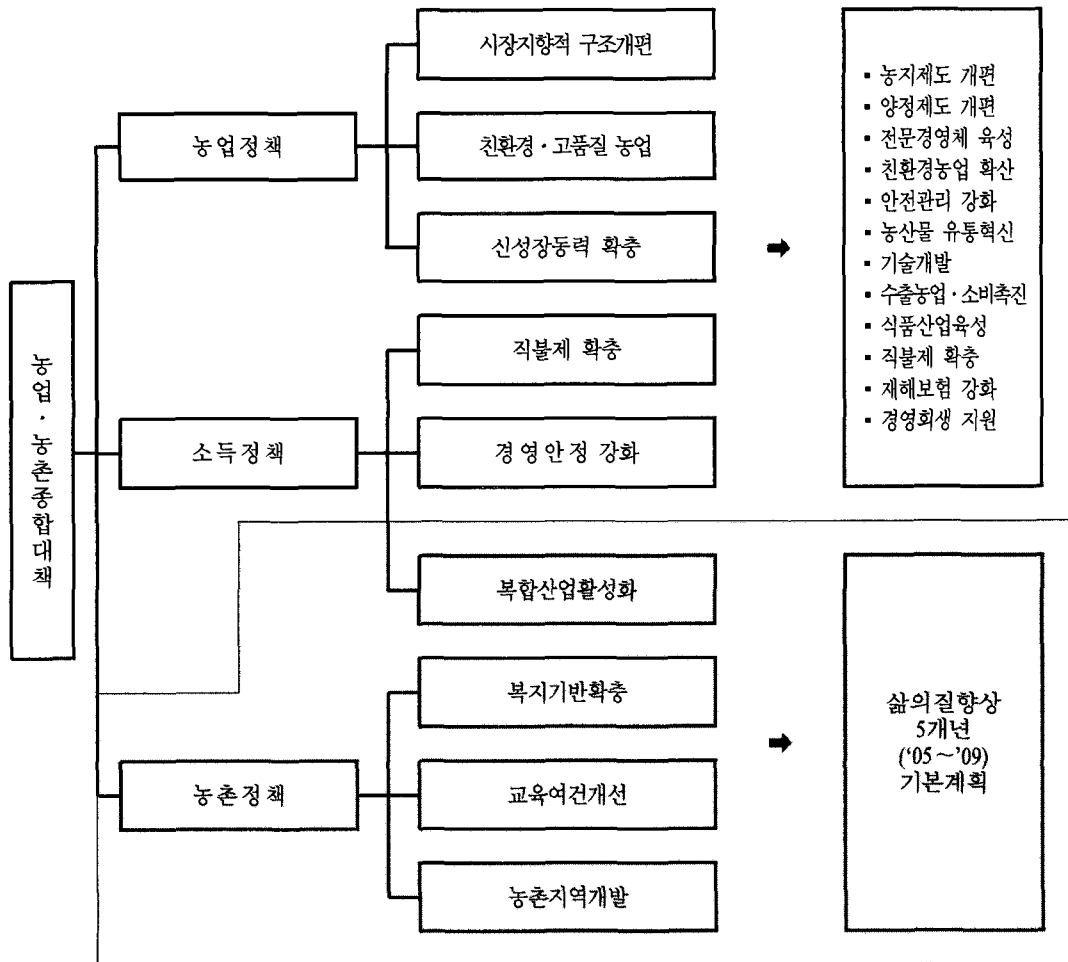 농업·농촌종합대책
농업정책
시장지향적 구조개편
친환경·고품질 농업
신성장동력 확충
소득정책
직불제 확충
경영안정 강화
복합산업활성화
농촌정책
복지기반확충
교육여건개선
농촌지역개발
➡
▪ 농지제도 개편
▪ 양정제도 개편
▪ 전문경영체 육성
▪ 친환경농업 확산
▪ 안전관리 강화
▪ 농산물 유통혁신
▪ 기술개발
▪ 수출농업·소비촉진
▪ 식품산업육성
▪ 직불제 확충
▪ 재해보험 강화
▪ 경영회생 지원
➡
삶의질향상
5개년
('05～'09)
기본계획